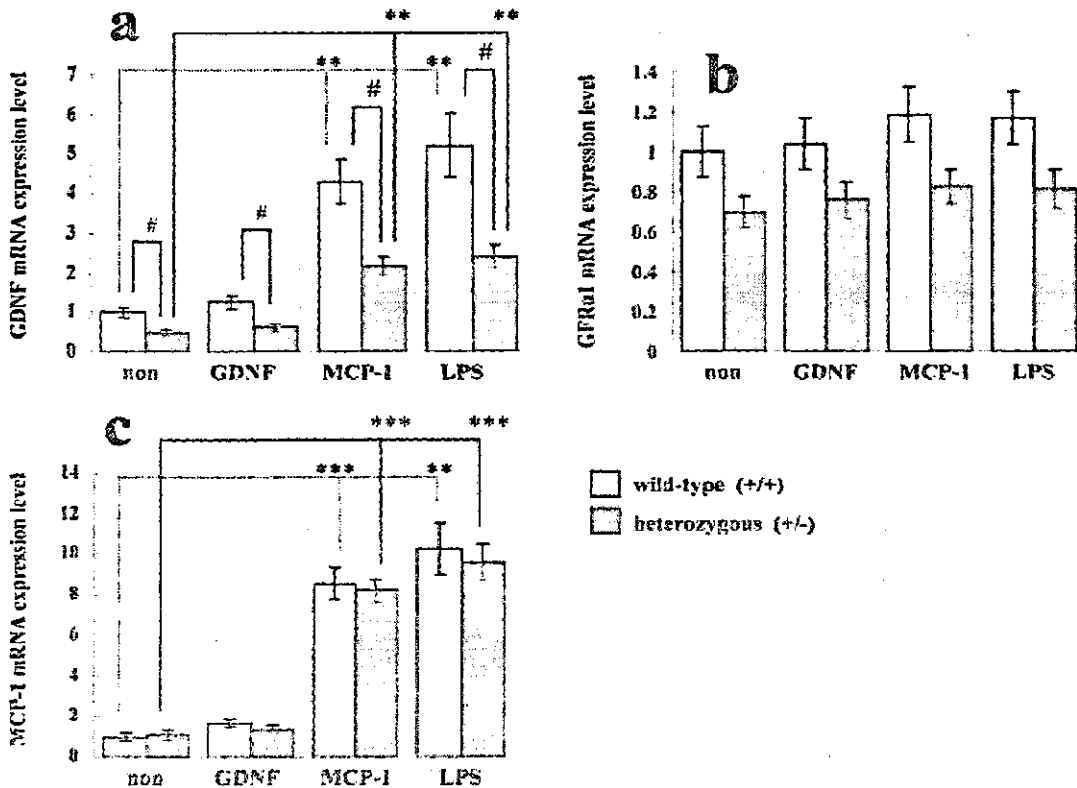 a
** **
** **
# #
# #
GDNF mRNA expression level
7
6
5
4
3
2
1
0
non GDNF MCP-1 LPS
b
GFRα1 mRNA expression level
1.4
1.2
1
0.8
0.6
0.4
0.2
0
non GDNF MCP-1 LPS
c
*** ***
*** **
MCP-1 mRNA expression level
14
12
10
8
6
4
2
0
non GDNF MCP-1 LPS
wild-type (+/+)
heterozygous (+/-)